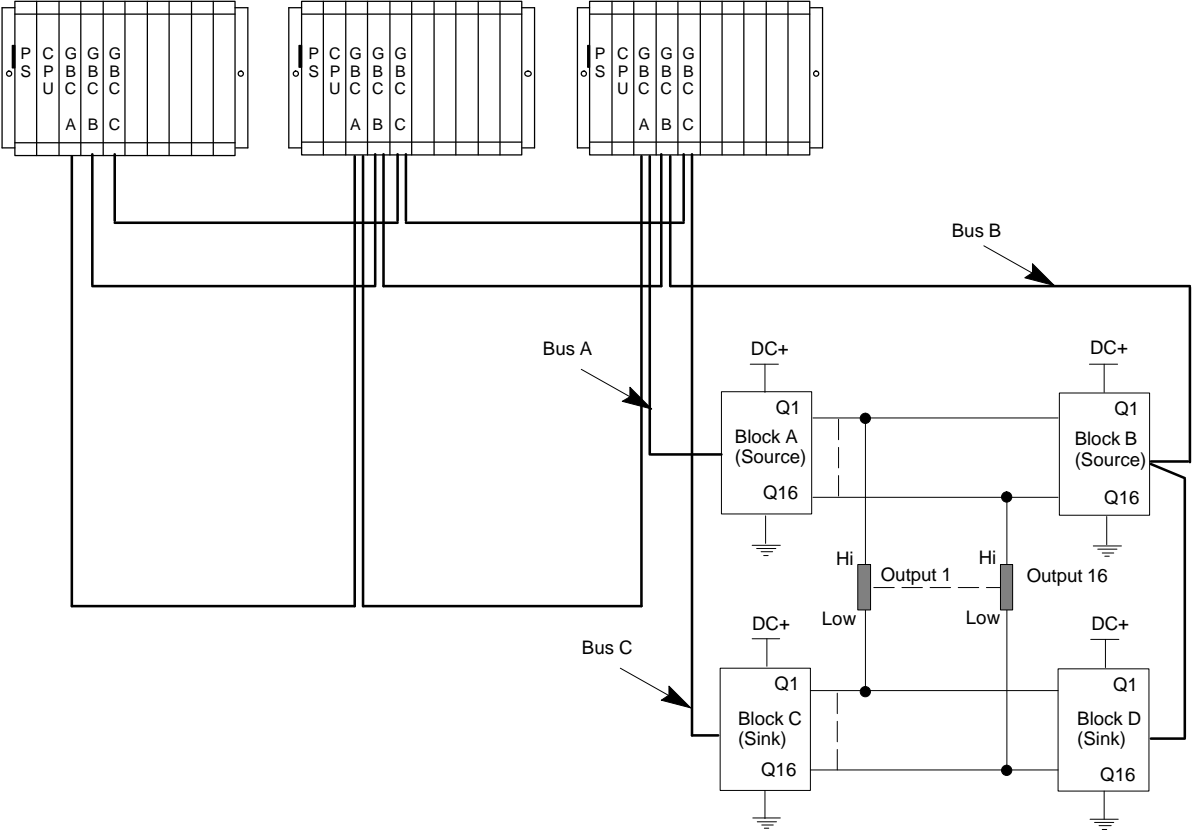 P C G G G
S P B B B
U C C C
A B C
P C G G G
S P B B B
U C C C
A B C
P C G G G
S P B B B
U C C C
A B C
Bus B
Bus A
DC+
DC+
Q1
Block A
(Source)
Q16
Q1
Block B
(Source)
Q16
Hi
Output 1
Low
Hi
Output 16
Low
Bus C
DC+
DC+
Q1
Block C
(Sink)
Q16
Q1
Block D
(Sink)
Q16